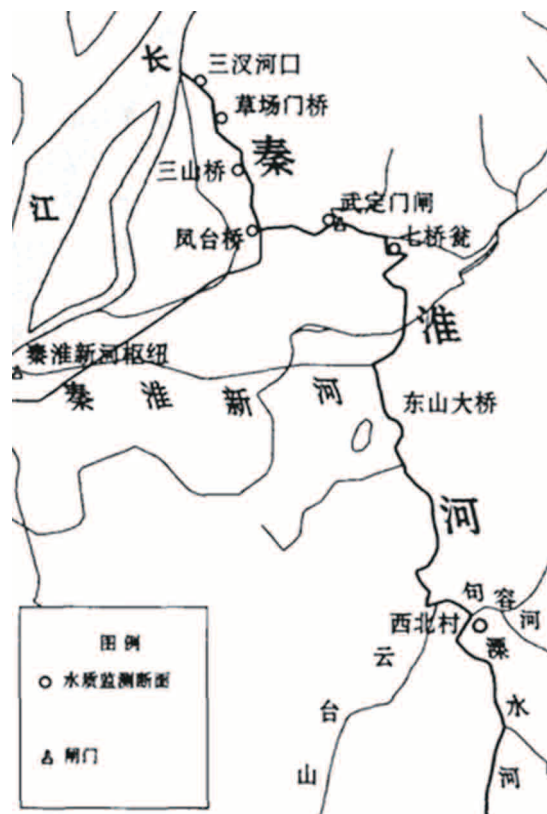 长江
三汊河口
草场门桥
三山桥
凤台桥
武定门闸
七桥瓮
秦淮河
秦淮新河枢纽
秦淮新河
东山大桥
西北村
句容河
溧水河
云台山
图例
水质监测断面
闸门